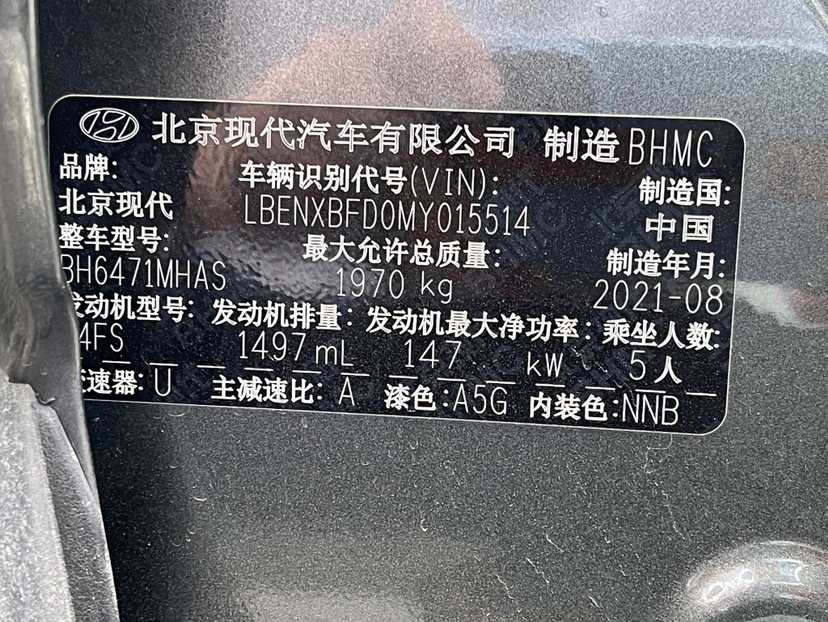 北京现代汽车有限公司 制造 BHMC
品牌: 车辆识别代号(VIN): 制造国:
北京现代 LBENXBFD0MY015514 中国
整车型号: 最大允许总质量: 制造年月:
BH6471MHAS 1970 kg 2021-08
发动机型号: 发动机排量: 发动机最大净功率: 乘坐人数:
4FS 1497 mL 147 kW 5人
变速器: U 主减速比: A 漆色: A5G 内装色: NNB